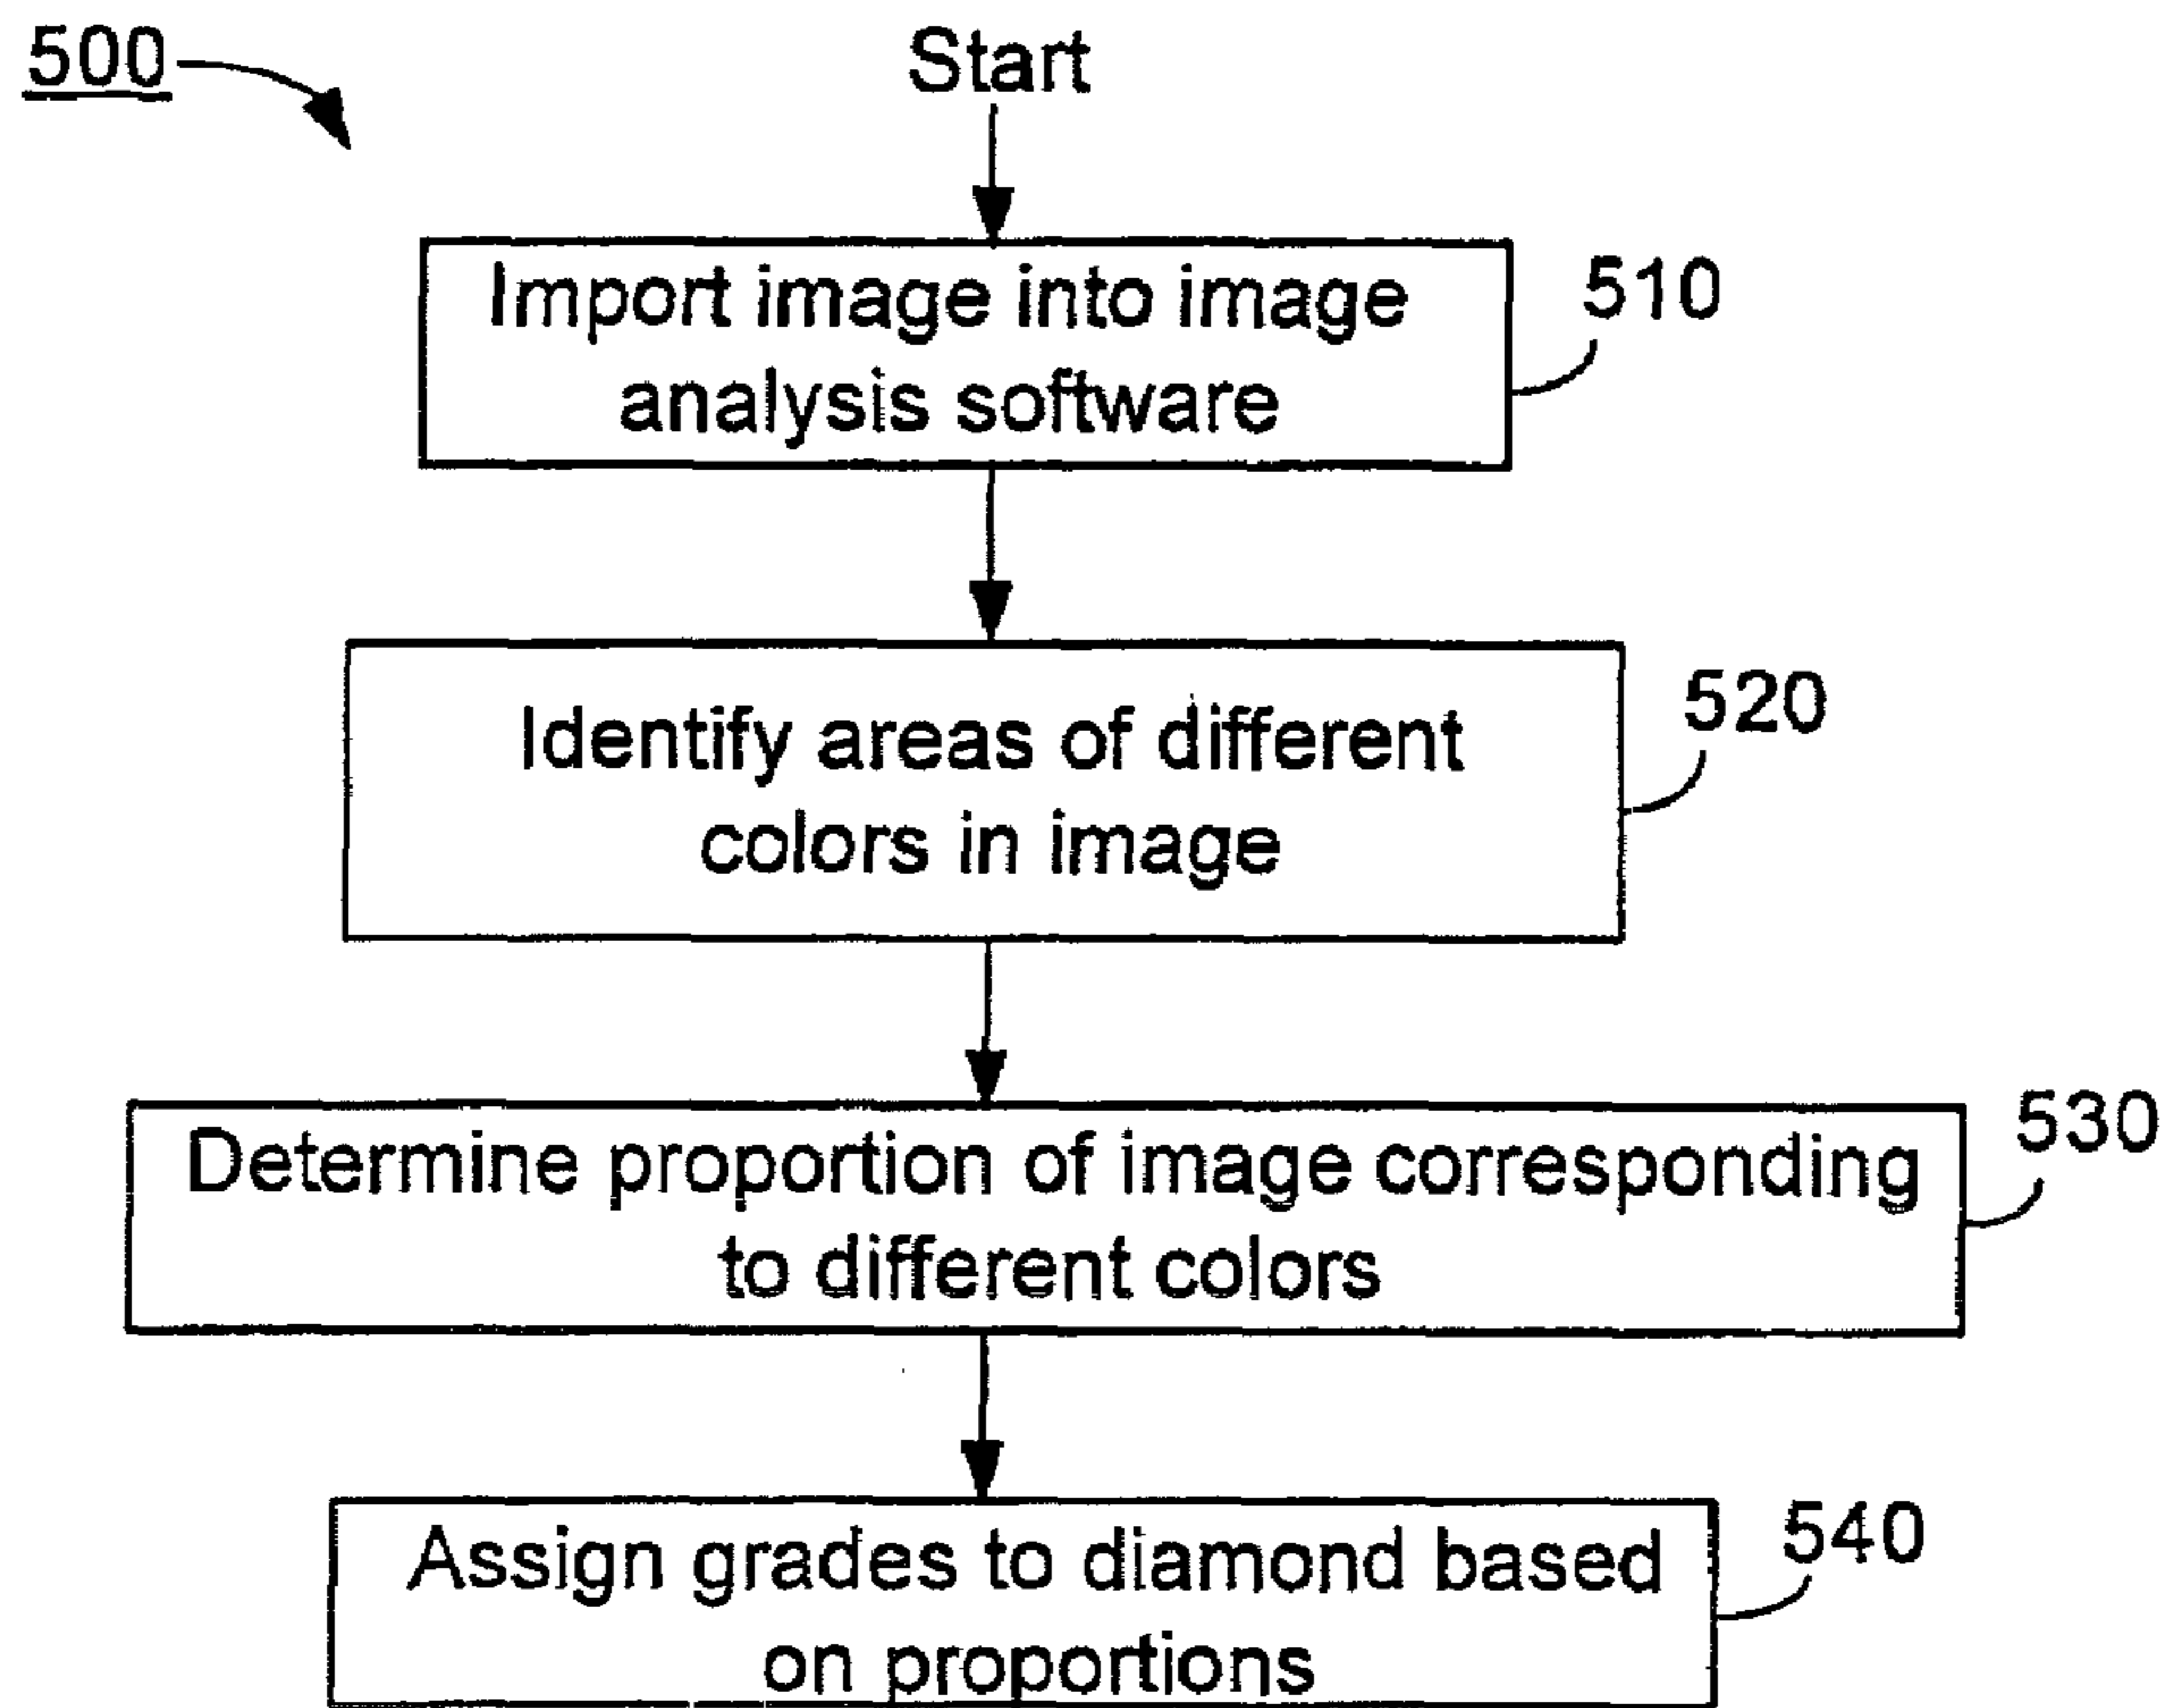 500
Start
Import image into image
analysis software
510
Identify areas of different
colors in image
520
Determine proportion of image corresponding
to different colors
530
Assign grades to diamond based
on proportions
540